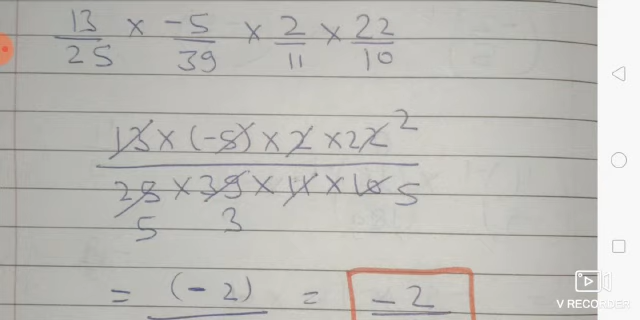 13/25 × -5/39 × 2/11 × 22/10
13 × (-5) × 2 × 22 2
25 × 39 × 11 × 10 5
5 3
= (-2) = -2
V RECORDER